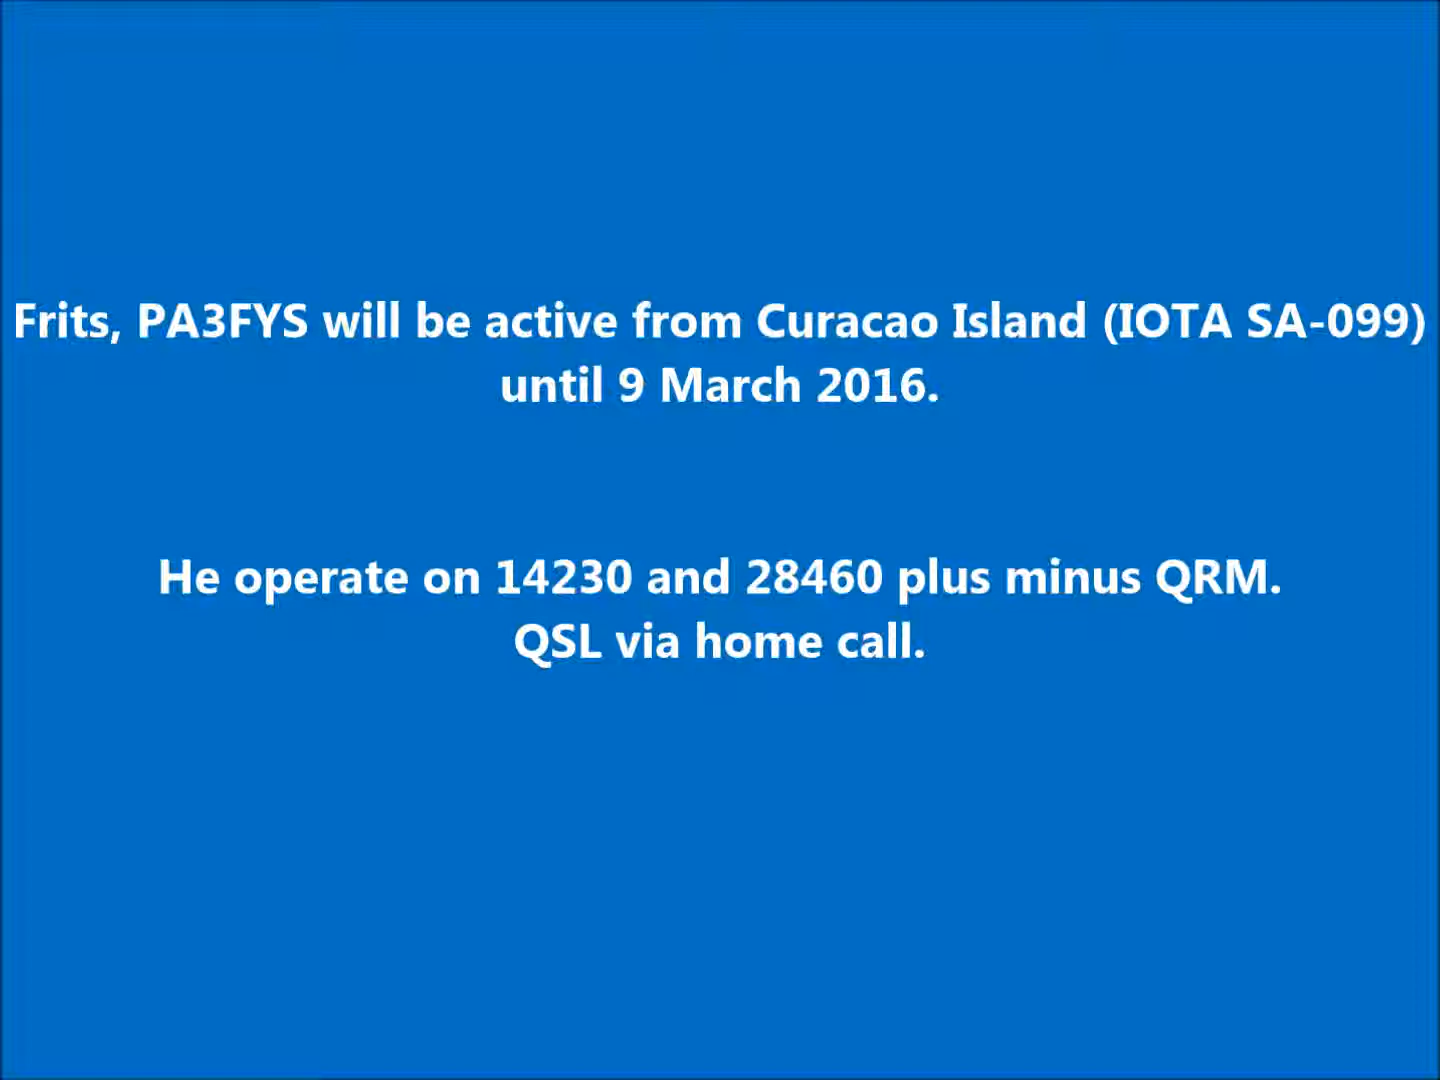 Frits, PA3FYS will be active from Curacao Island (IOTA SA-099)
until 9 March 2016.
He operate on 14230 and 28460 plus minus QRM.
QSL via home call.